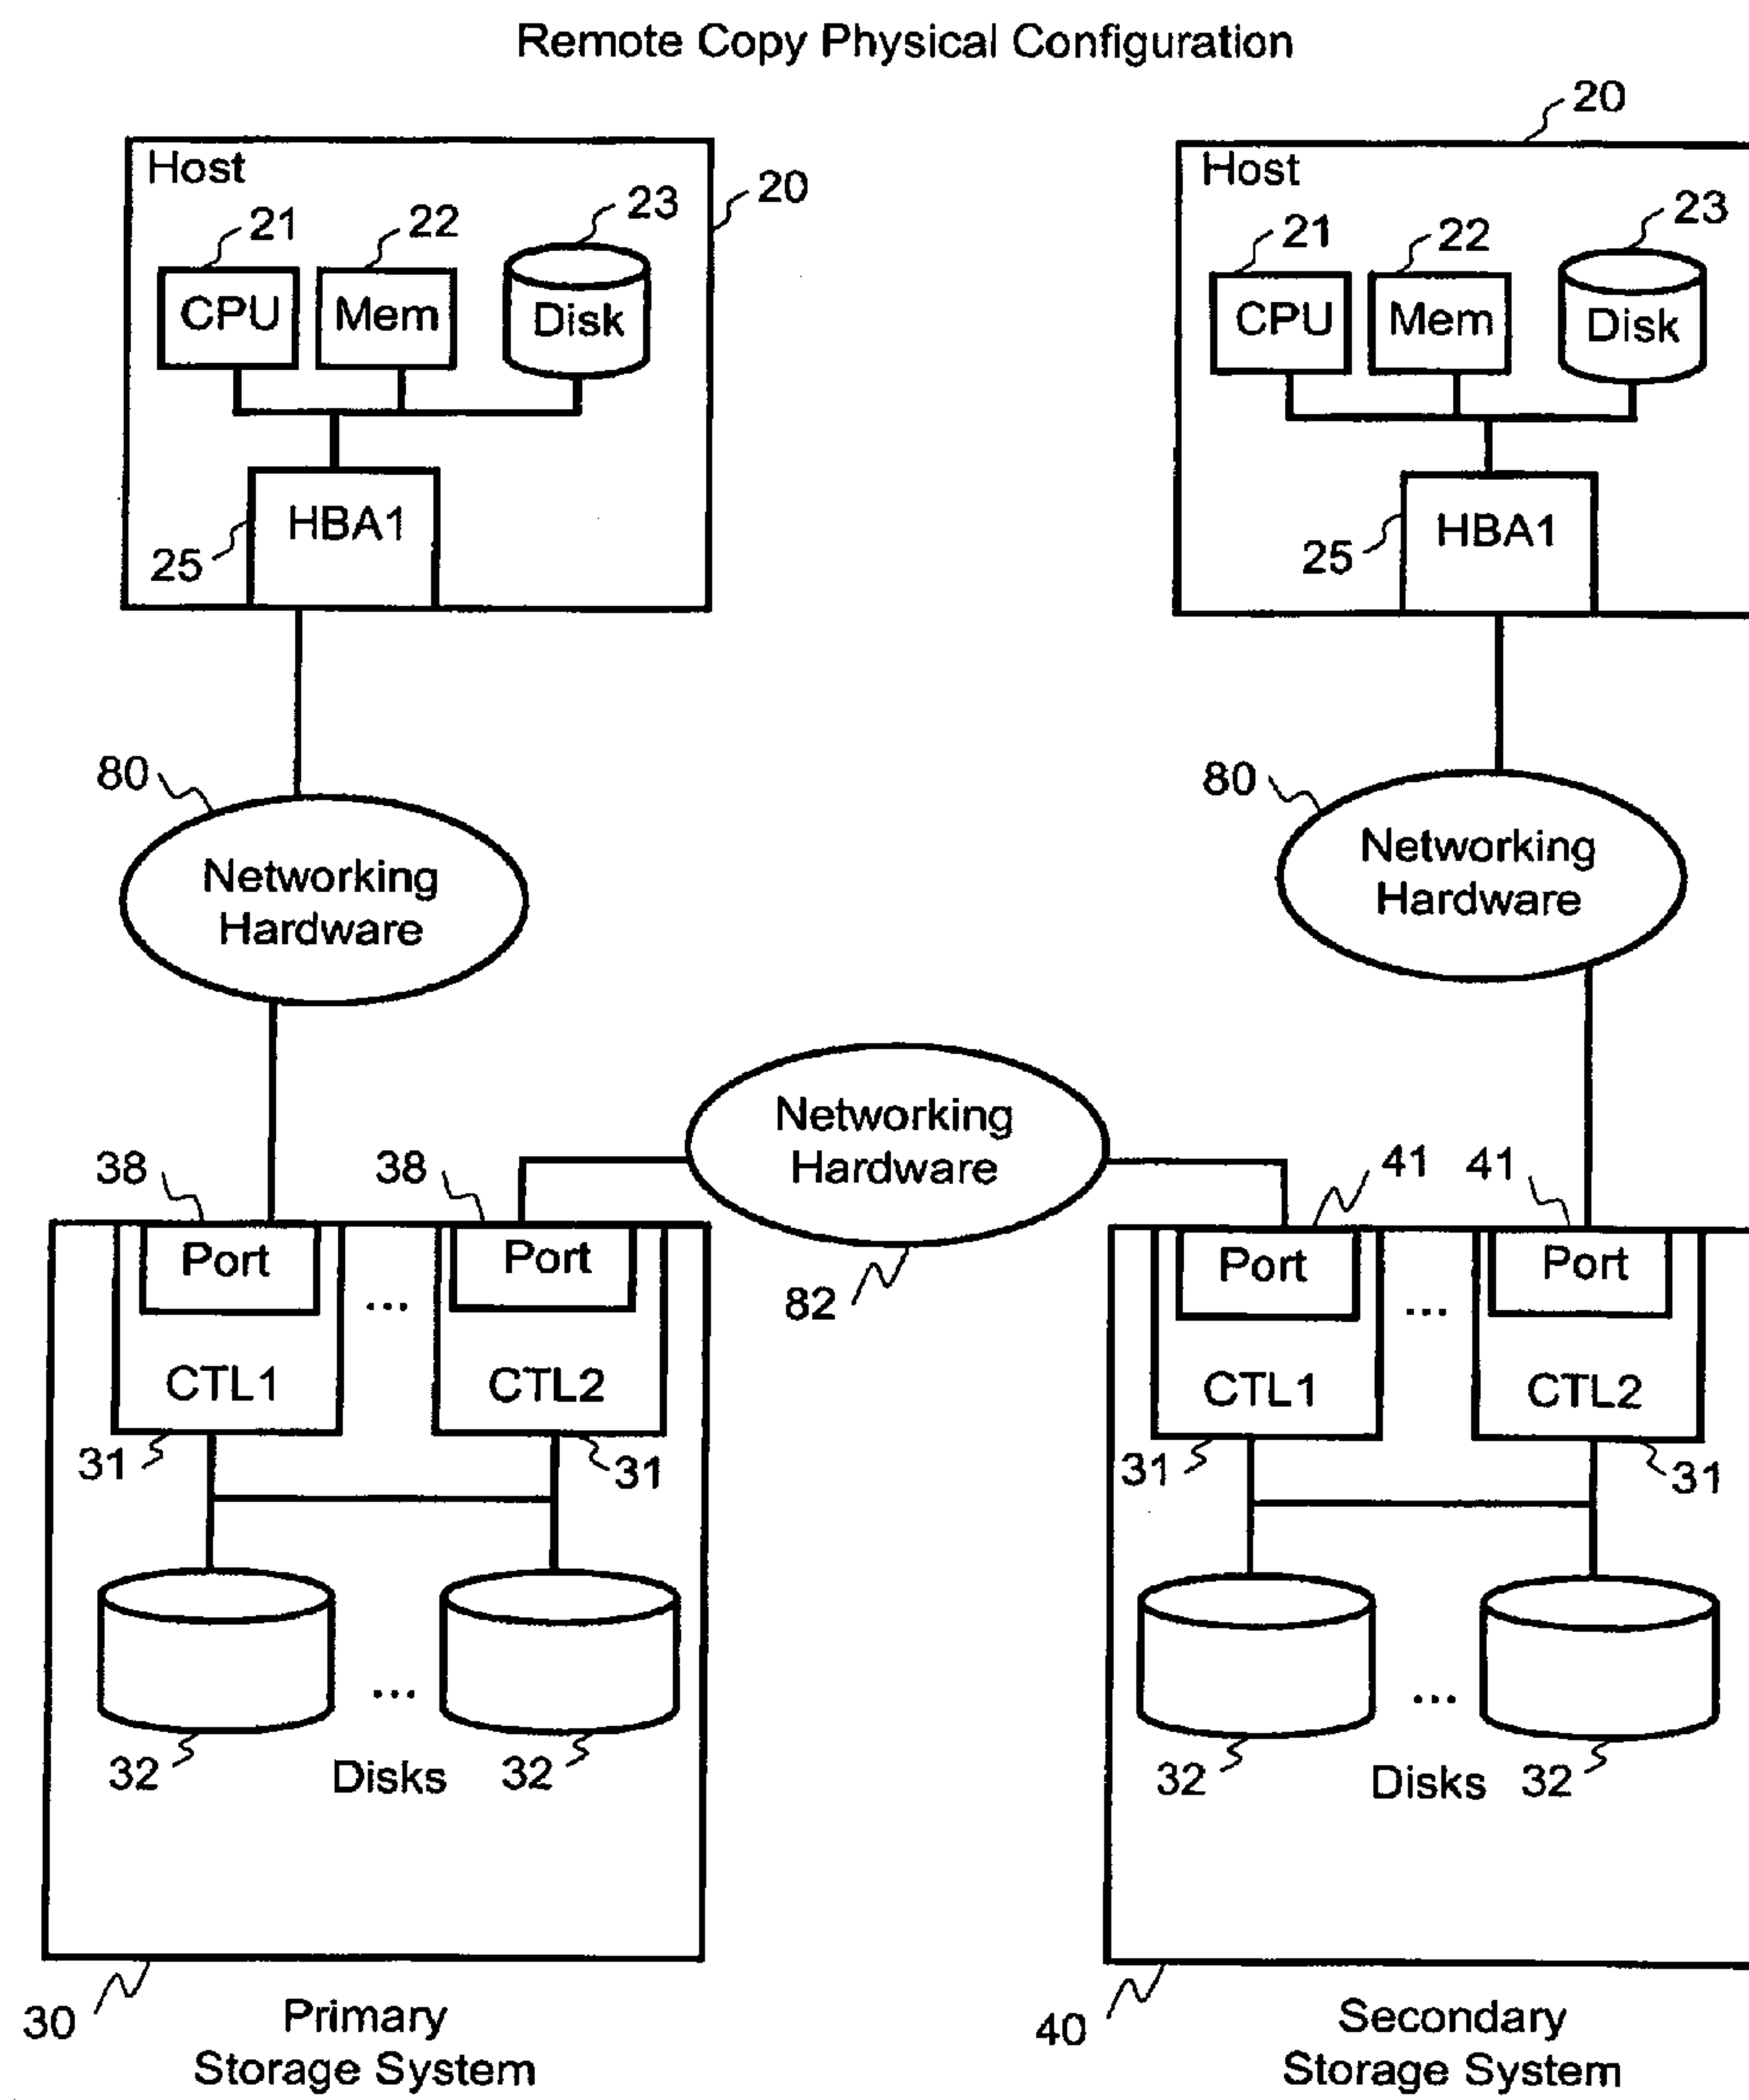 Remote Copy Physical Configuration
20
Host
20
21
22
23
CPU
Mem
Disk
HBA1
25
Host
21
22
23
CPU
Mem
Disk
HBA1
25
80
Networking
Hardware
80
Networking
Hardware
Networking
Hardware
82
38
38
Port
...
Port
CTL1
CTL2
31
31
...
32
Disks
32
30
Primary
Storage System
41
41
Port
...
Port
CTL1
CTL2
31
31
...
32
Disks
32
40
Secondary
Storage System